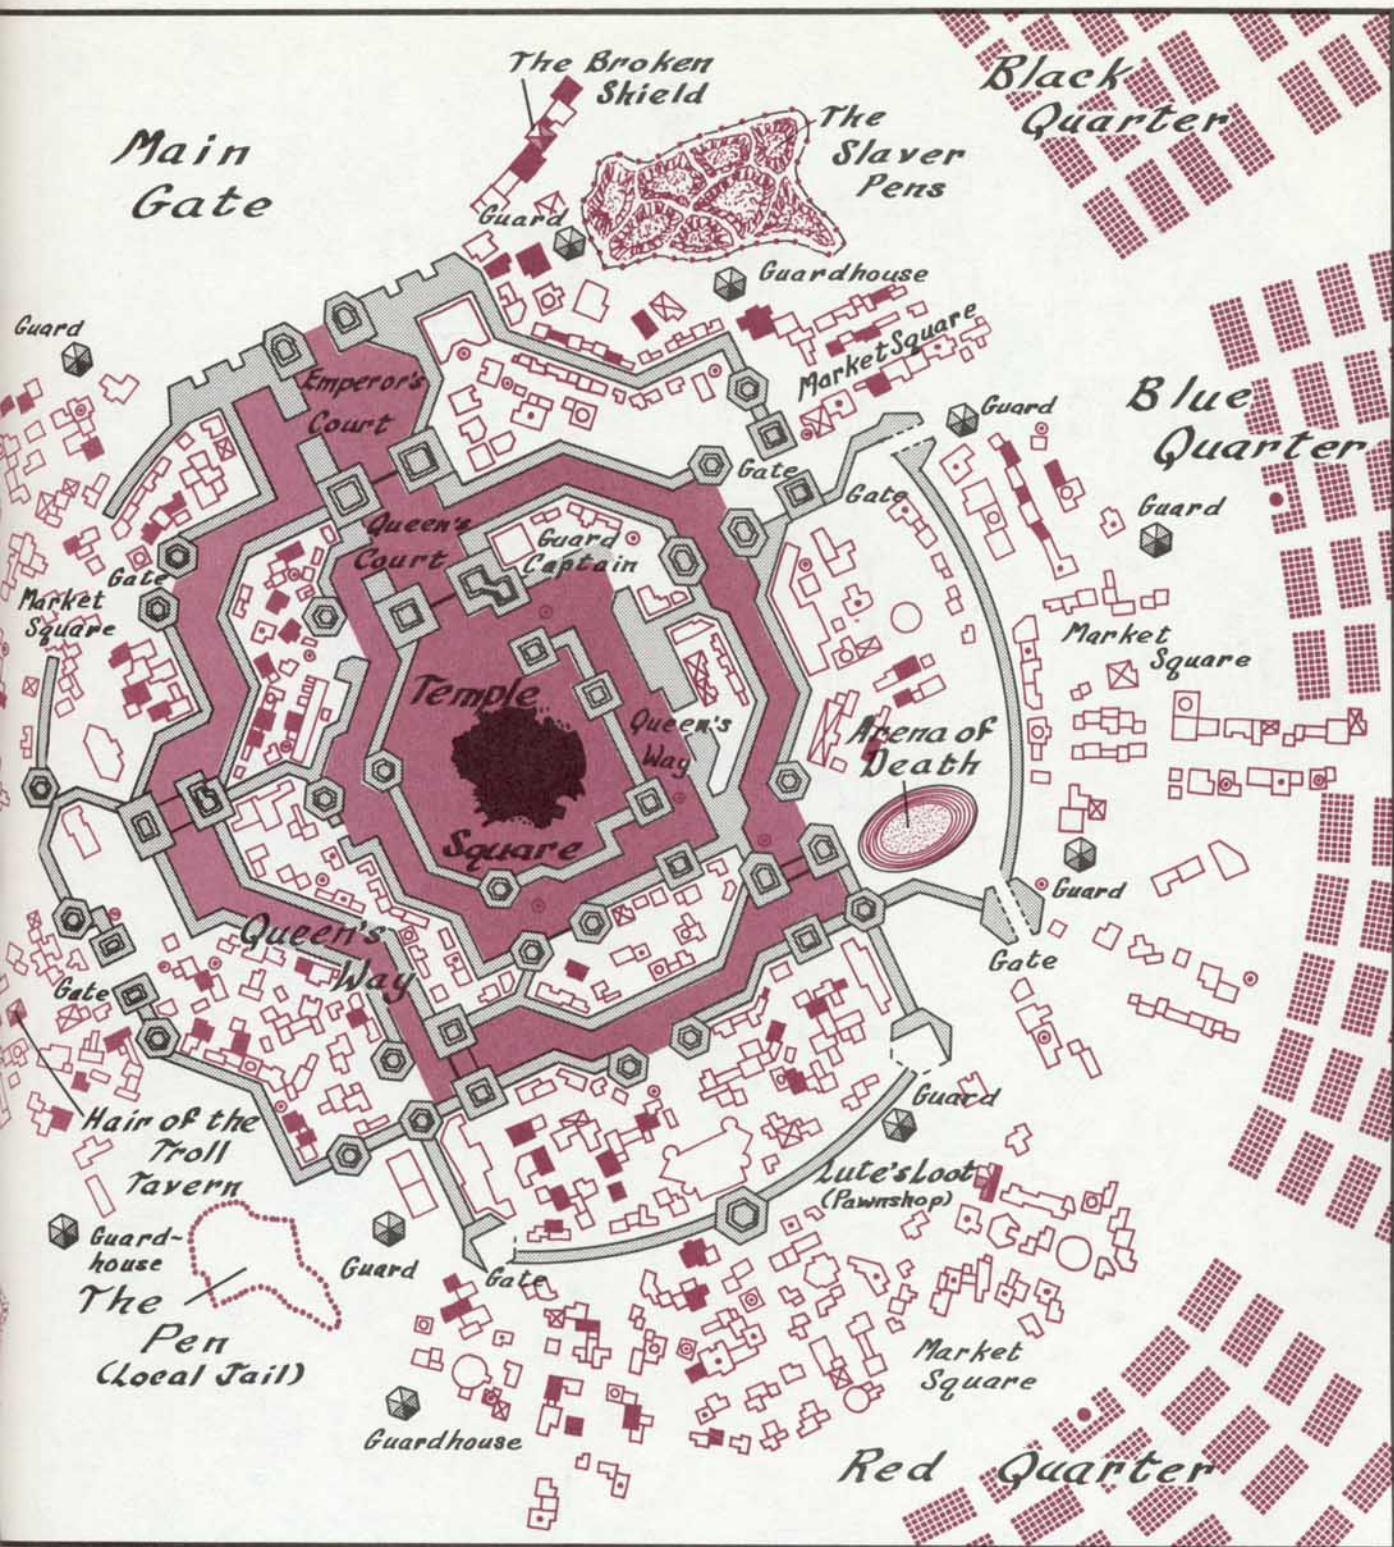 The Broken
Shield
Black
Quarter
Main
Gate
The
Slaver
Pens
Guard
Guardhouse
Guard
Market Square
Emperor's
Court
Guard
Blue
Quarter
Gate
Gate
Guard
Queen's
Court
Guard
Captain
Gate
Market
Square
Market
Square
Temple
Square
Queen's
Way
Arena of
Death
Guard
Gate
Queen's
Way
Gate
Hair of the
Troll
Tavern
Guard
Lute's Loot
(Pawnshop)
Guard-
house
Guard
Gate
The
Pen
(Local Jail)
Market
Square
Guardhouse
Red Quarter